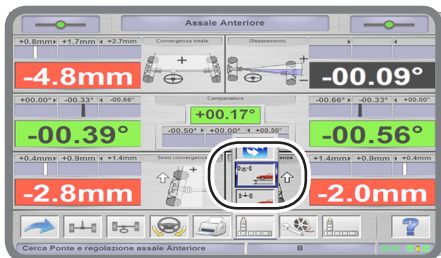 Assale Anteriore
+0.8mm +1.7mm +2.7mm
Convergenza totale
Disassamento
-4.8mm
-00.09°
+00.00° -00.33° -00.66°
Campanatura
-00.66° -00.33° +00.00°
+00.17°
-00.39°
-00.50° +00.00° +00.50°
-00.56°
+0.4mm +0.9mm +1.4mm
Semi convergenza
enza
+1.4mm +0.9mm +0.4mm
-2.8mm
-2.0mm
?
Cerca Ponte e regolazione assale Anteriore
B